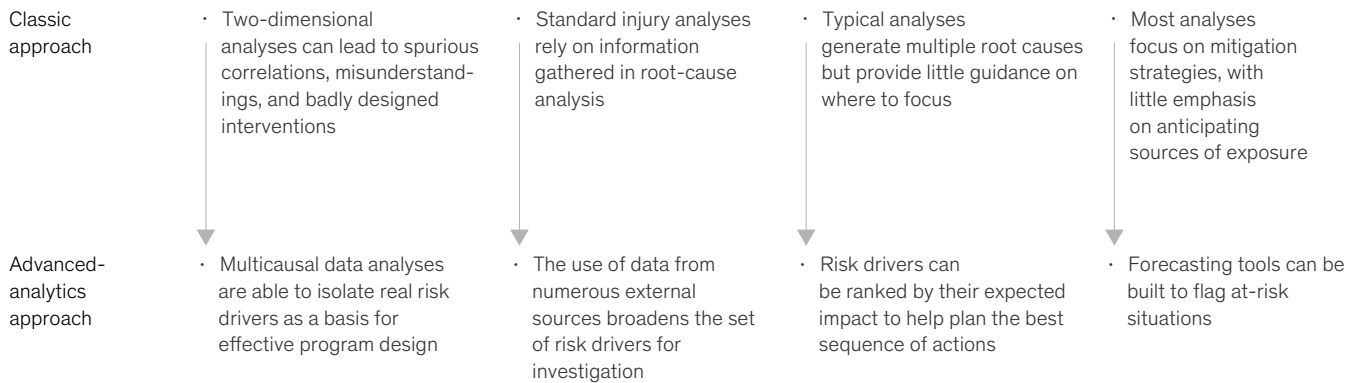 Classic
approach
· Two-dimensional
analyses can lead to spurious
correlations, misunderstand-
ings, and badly designed
interventions
· Standard injury analyses
rely on information
gathered in root-cause
analysis
· Typical analyses
generate multiple root causes
but provide little guidance on
where to focus
· Most analyses
focus on mitigation
strategies, with
little emphasis
on anticipating
sources of exposure
Advanced-
analytics
approach
· Multicausal data analyses
are able to isolate real risk
drivers as a basis for
effective program design
· The use of data from
numerous external
sources broadens the set
of risk drivers for
investigation
· Risk drivers can
be ranked by their expected
impact to help plan the best
sequence of actions
· Forecasting tools can be
built to flag at-risk
situations